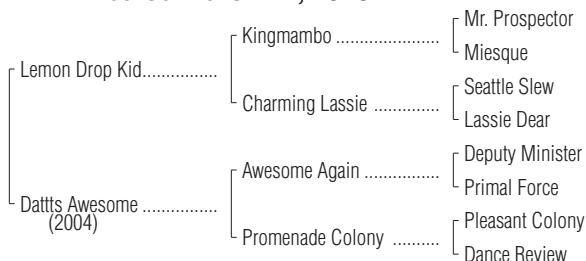 Mr. Prospector
Kingmambo ..................
Miesque
Lemon Drop Kid...............
Seattle Slew
Charming Lassie .............
Lassie Dear
Deputy Minister
Awesome Again ...............
Primal Force
Dattts Awesome ...............
(2004)
Pleasant Colony
Promenade Colony ..........
Dance Review